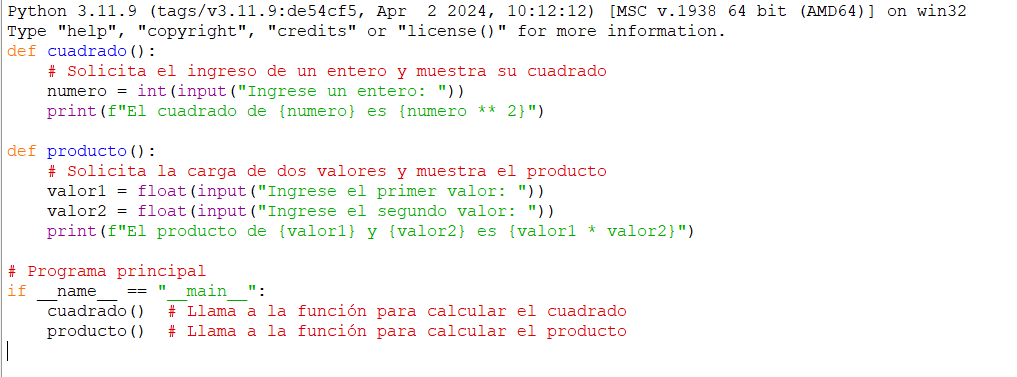 Python 3.11.9 (tags/v3.11.9:de54cf5, Apr  2 2024, 10:12:12) [MSC v.1938 64 bit (AMD64)] on win32
Type "help", "copyright", "credits" or "license()" for more information.
def cuadrado():
    # Solicita el ingreso de un entero y muestra su cuadrado
    numero = int(input("Ingrese un entero: "))
    print(f"El cuadrado de {numero} es {numero ** 2}")

def producto():
    # Solicita la carga de dos valores y muestra el producto
    valor1 = float(input("Ingrese el primer valor: "))
    valor2 = float(input("Ingrese el segundo valor: "))
    print(f"El producto de {valor1} y {valor2} es {valor1 * valor2}")

# Programa principal
if __name__ == "__main__":
    cuadrado()  # Llama a la función para calcular el cuadrado
    producto()  # Llama a la función para calcular el producto